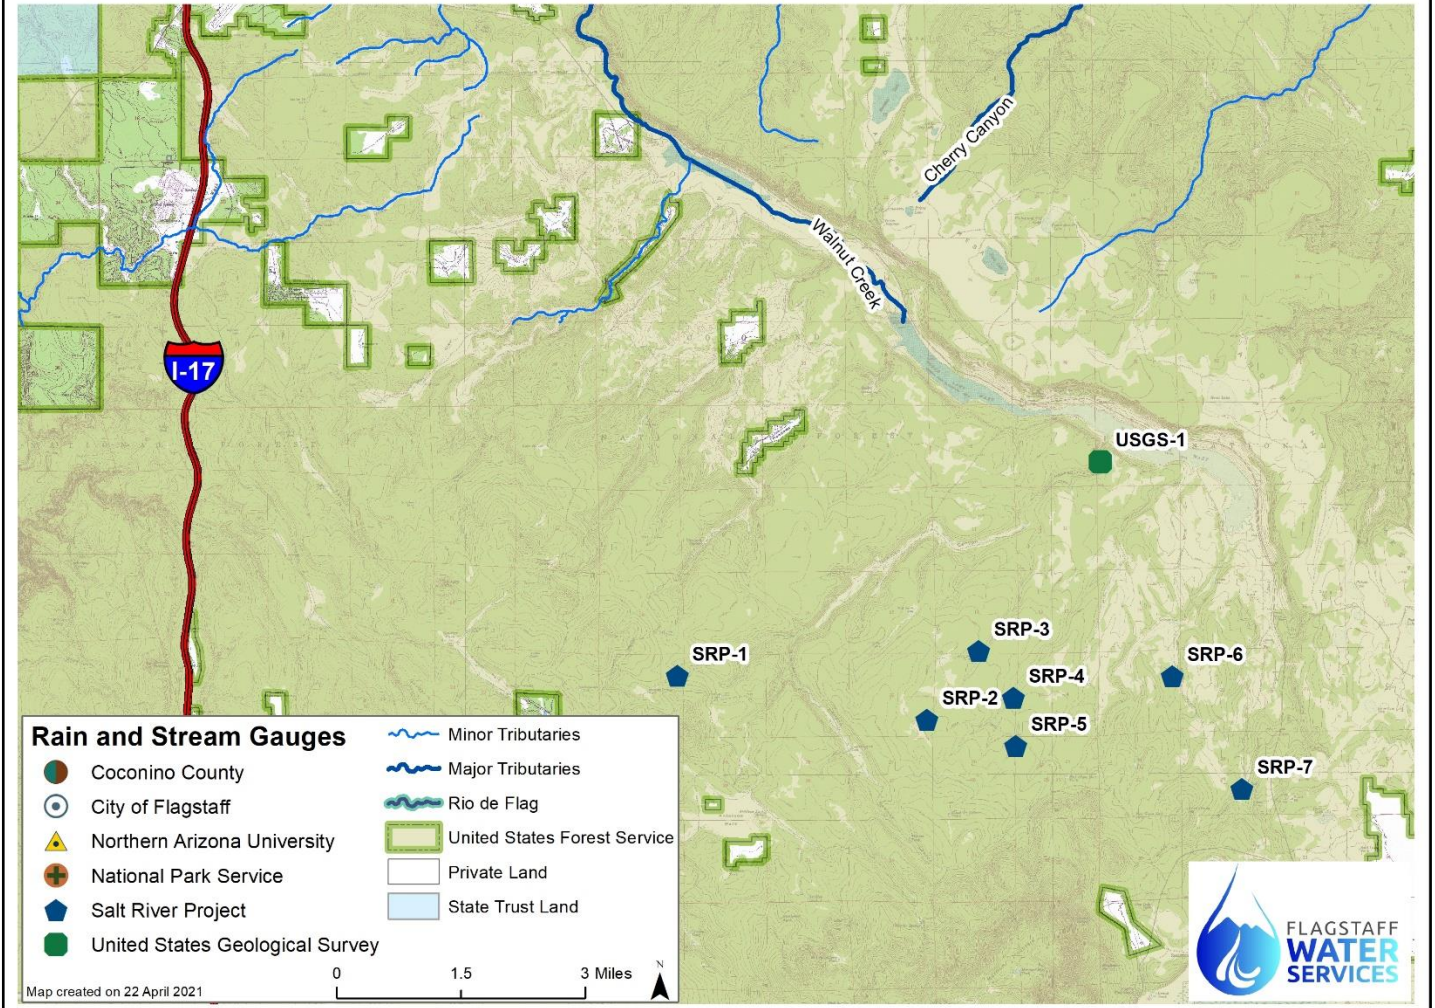 Cherry Canyon
Walnut Creek
I-17
USGS-1
SRP-3
SRP-1
SRP-6
SRP-4
SRP-2
SRP-5
SRP-7
Rain and Stream Gauges
Coconino County
City of Flagstaff
Northern Arizona University
National Park Service
Salt River Project
United States Geological Survey
Minor Tributaries
Major Tributaries
Rio de Flag
United States Forest Service
Private Land
State Trust Land
Map created on 22 April 2021
0 1.5 3 Miles
N
FLAGSTAFF
WATER
SERVICES